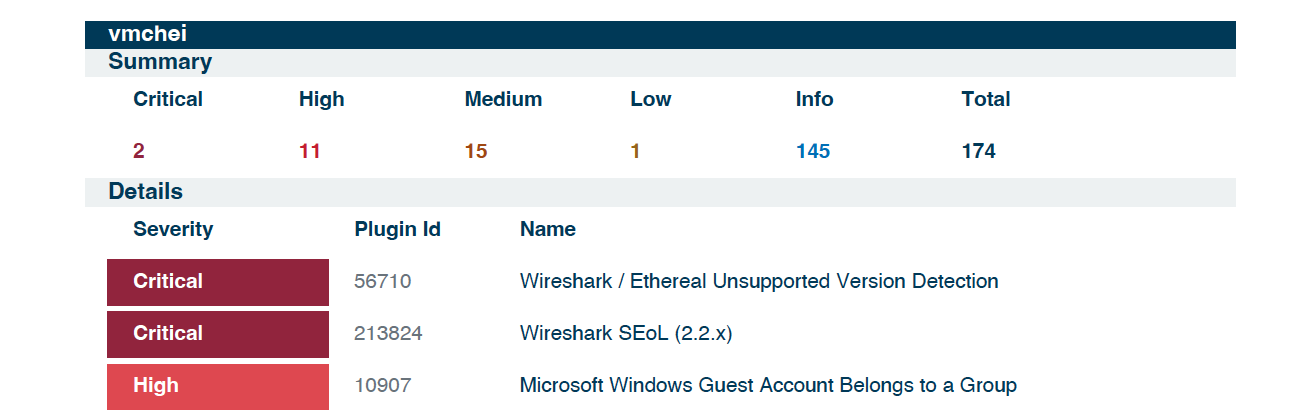 vmchei
Summary
Critical High Medium Low Info Total
2 11 15 1 145 174
Details
Severity Plugin Id Name
Critical 56710 Wireshark / Ethereal Unsupported Version Detection
Critical 213824 Wireshark SEoL (2.2.x)
High 10907 Microsoft Windows Guest Account Belongs to a Group